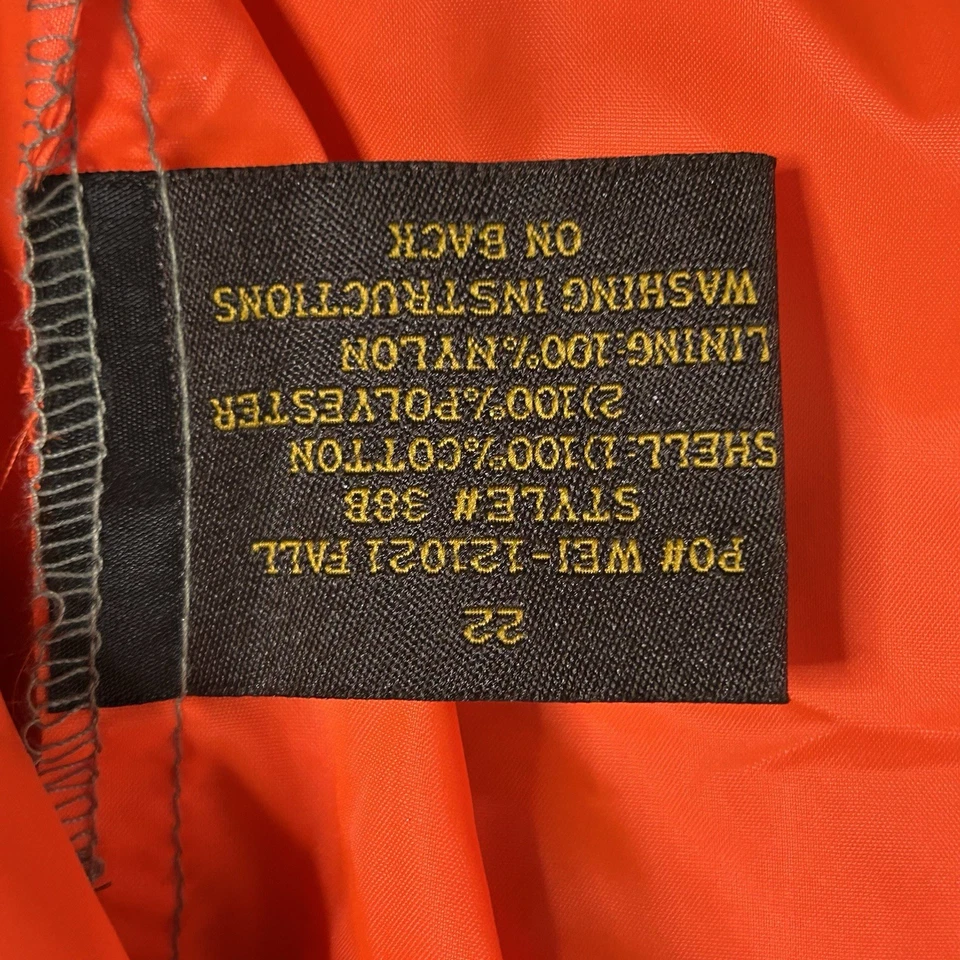 22
PO# WEI-121021 FALL
STYLE# 38B
SHELL:1)100%COTTON
2)100%POLYESTER
LINING:100%NYLON
WASHING INSTRUCTIONS
ON BACK